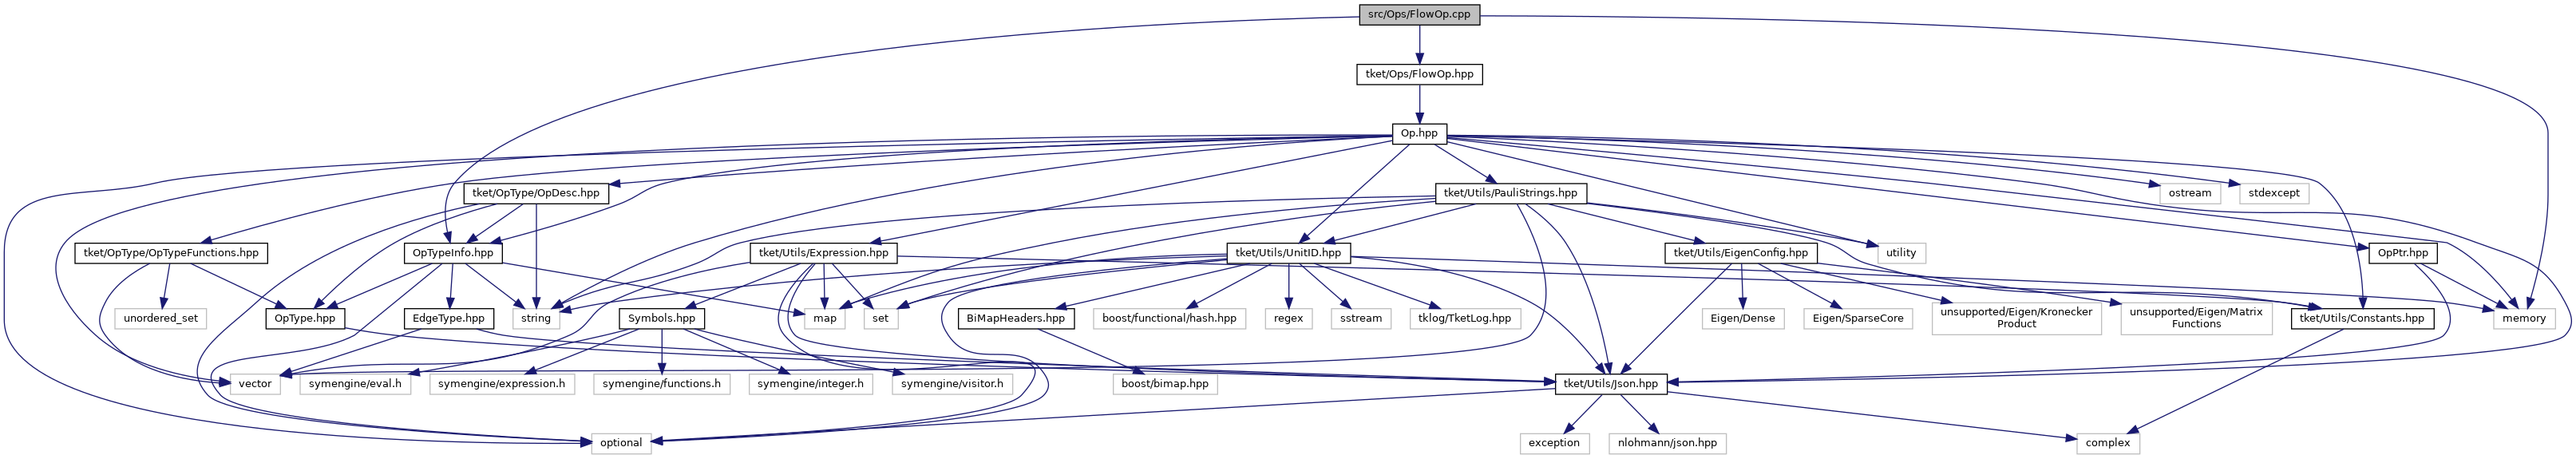 src/Ops/FlowOp.cpp
tket/Ops/FlowOp.hpp
Op.hpp
tket/OpType/OpDesc.hpp
tket/Utils/PauliStrings.hpp
ostream
stdexcept
tket/OpType/OpTypeFunctions.hpp
OpTypeInfo.hpp
tket/Utils/Expression.hpp
tket/Utils/UnitID.hpp
tket/Utils/EigenConfig.hpp
utility
OpPtr.hpp
unordered_set
OpType.hpp
EdgeType.hpp
string
Symbols.hpp
map
set
BiMapHeaders.hpp
boost/functional/hash.hpp
regex
sstream
tklog/TketLog.hpp
Eigen/Dense
Eigen/SparseCore
unsupported/Eigen/Kronecker
Product
unsupported/Eigen/Matrix
Functions
tket/Utils/Constants.hpp
memory
vector
symengine/eval.h
symengine/expression.h
symengine/functions.h
symengine/integer.h
symengine/visitor.h
boost/bimap.hpp
tket/Utils/Json.hpp
optional
exception
nlohmann/json.hpp
complex